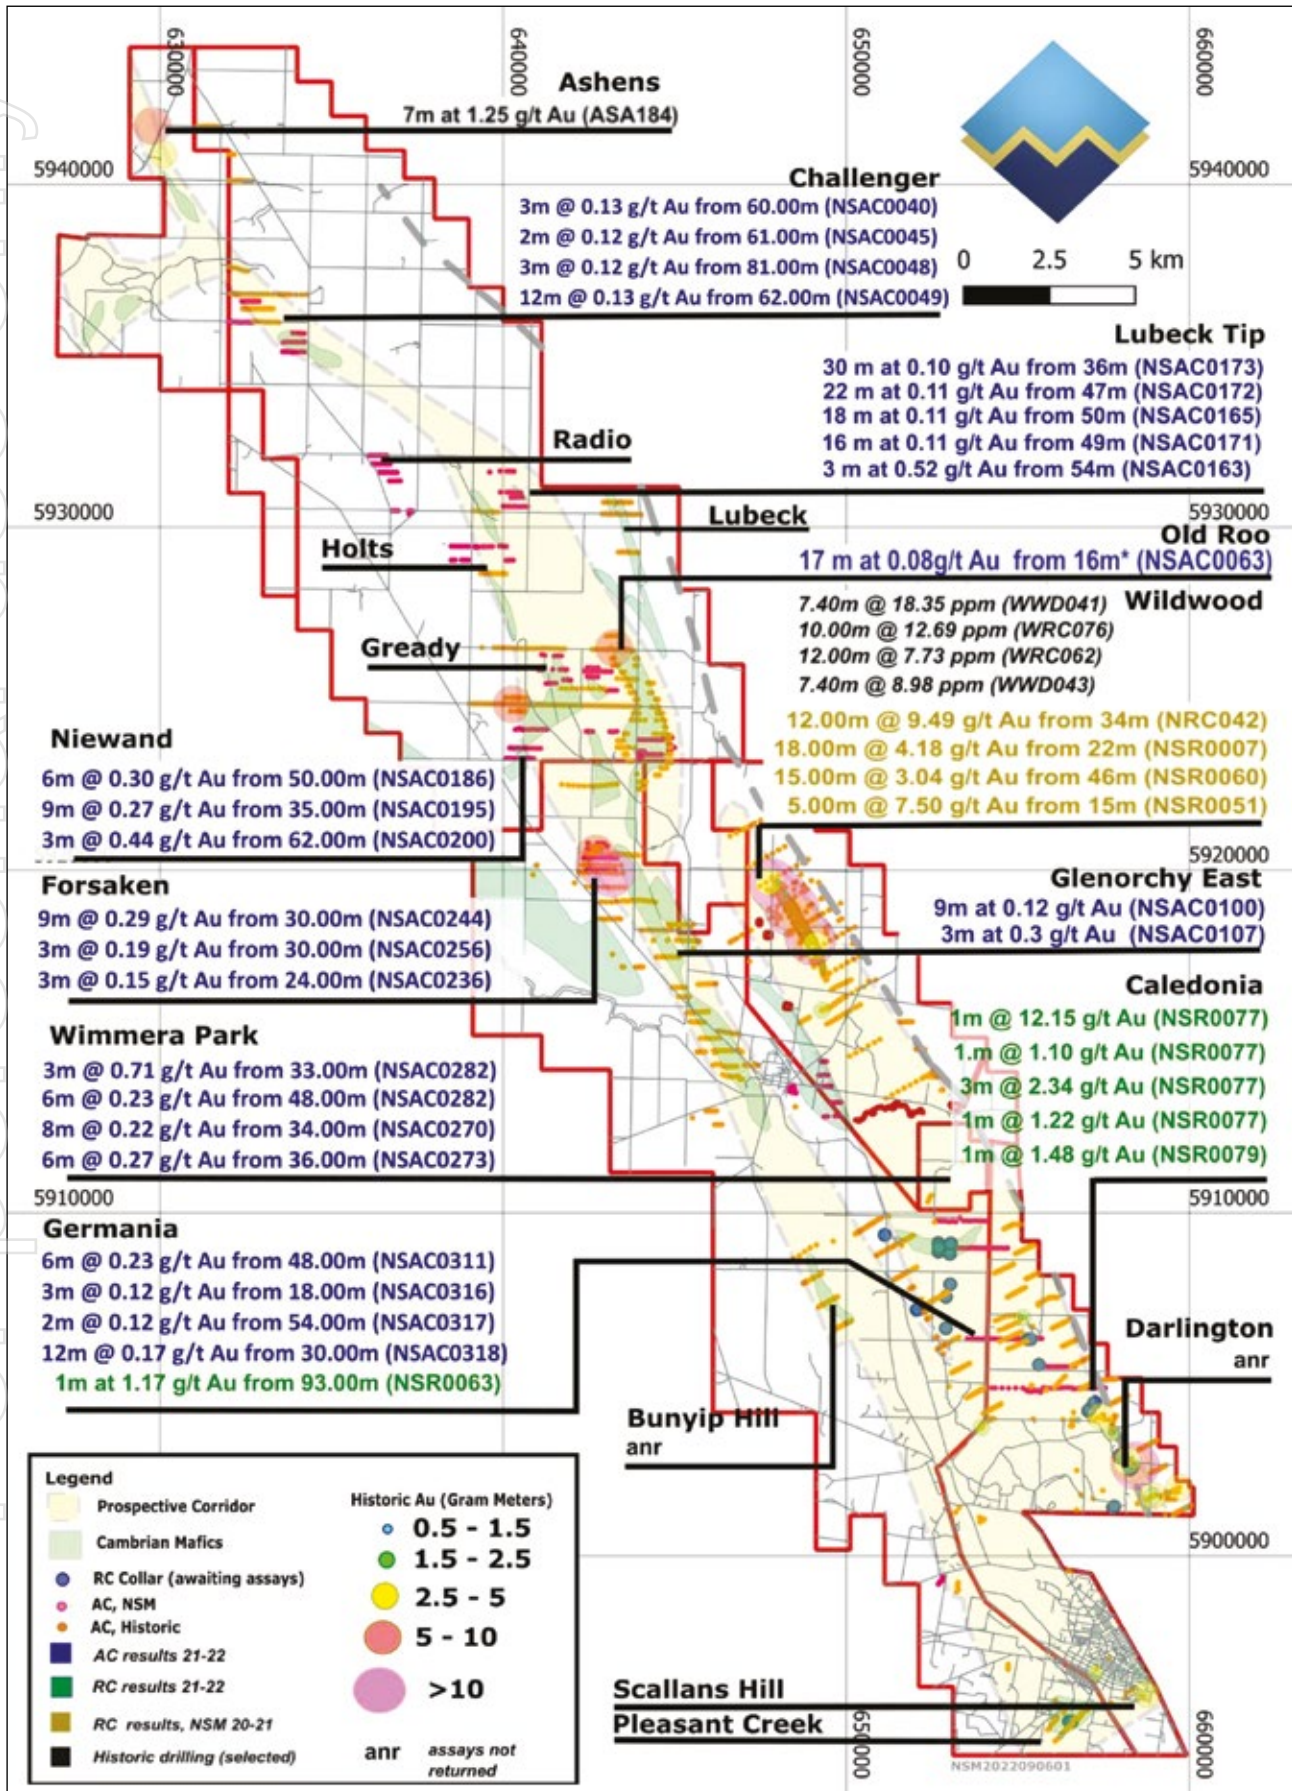 630000
640000
650000
660000
Ashens
7m at 1.25 g/t Au (ASA184)
5940000
5940000
Challenger
3m @ 0.13 g/t Au from 60.00m (NSAC0040)
2m @ 0.12 g/t Au from 61.00m (NSAC0045)
3m @ 0.12 g/t Au from 81.00m (NSAC0048)
12m @ 0.13 g/t Au from 62.00m (NSAC0049)
0 2.5 5 km
Lubeck Tip
30 m at 0.10 g/t Au from 36m (NSAC0173)
22 m at 0.11 g/t Au from 47m (NSAC0172)
18 m at 0.11 g/t Au from 50m (NSAC0165)
16 m at 0.11 g/t Au from 49m (NSAC0171)
3 m at 0.52 g/t Au from 54m (NSAC0163)
Radio
5930000
5930000
Lubeck
Old Roo
17 m at 0.08g/t Au from 16m* (NSAC0063)
Holts
Wildwood
7.40m @ 18.35 ppm (WWD041)
10.00m @ 12.69 ppm (WRC076)
12.00m @ 7.73 ppm (WRC062)
7.40m @ 8.98 ppm (WWD043)
12.00m @ 9.49 g/t Au from 34m (NRC042)
18.00m @ 4.18 g/t Au from 22m (NSR0007)
15.00m @ 3.04 g/t Au from 46m (NSR0060)
5.00m @ 7.50 g/t Au from 15m (NSR0051)
Gready
Niewand
6m @ 0.30 g/t Au from 50.00m (NSAC0186)
9m @ 0.27 g/t Au from 35.00m (NSAC0195)
3m @ 0.44 g/t Au from 62.00m (NSAC0200)
5920000
Forsaken
9m @ 0.29 g/t Au from 30.00m (NSAC0244)
3m @ 0.19 g/t Au from 30.00m (NSAC0256)
3m @ 0.15 g/t Au from 24.00m (NSAC0236)
Glenorchy East
9m at 0.12 g/t Au (NSAC0100)
3m at 0.3 g/t Au (NSAC0107)
Caledonia
1m @ 12.15 g/t Au (NSR0077)
1.m @ 1.10 g/t Au (NSR0077)
3m @ 2.34 g/t Au (NSR0077)
1m @ 1.22 g/t Au (NSR0077)
1m @ 1.48 g/t Au (NSR0079)
Wimmera Park
3m @ 0.71 g/t Au from 33.00m (NSAC0282)
6m @ 0.23 g/t Au from 48.00m (NSAC0282)
8m @ 0.22 g/t Au from 34.00m (NSAC0270)
6m @ 0.27 g/t Au from 36.00m (NSAC0273)
5910000
5910000
Germania
6m @ 0.23 g/t Au from 48.00m (NSAC0311)
3m @ 0.12 g/t Au from 18.00m (NSAC0316)
2m @ 0.12 g/t Au from 54.00m (NSAC0317)
12m @ 0.17 g/t Au from 30.00m (NSAC0318)
1m at 1.17 g/t Au from 93.00m (NSR0063)
Darlington
anr
Bunyip Hill
anr
5900000
Legend
Prospective Corridor
Cambrian Mafics
RC Collar (awaiting assays)
AC, NSM
AC, Historic
AC results 21-22
RC results 21-22
RC results, NSM 20-21
Historic drilling (selected)
Historic Au (Gram Meters)
0.5 - 1.5
1.5 - 2.5
2.5 - 5
5 - 10
>10
anr assays not returned
Scallans Hill
Pleasant Creek
650000
660000
NSM2022090601